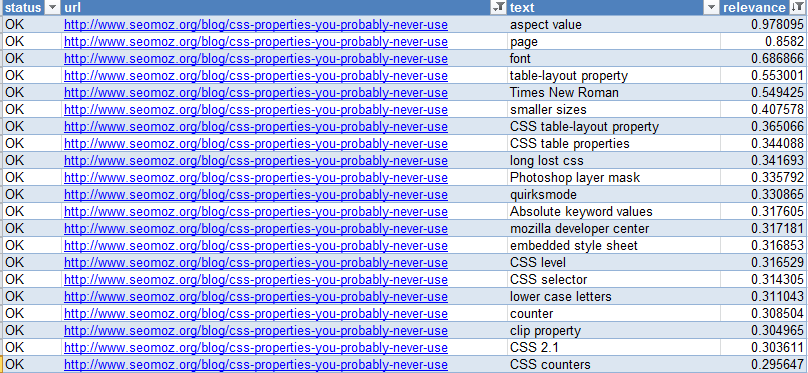 status url text relevance
OK http://www.seomoz.org/blog/css-properties-you-probably-never-use aspect value 0.978095
OK http://www.seomoz.org/blog/css-properties-you-probably-never-use page 0.8582
OK http://www.seomoz.org/blog/css-properties-you-probably-never-use font 0.686866
OK http://www.seomoz.org/blog/css-properties-you-probably-never-use table-layout property 0.553001
OK http://www.seomoz.org/blog/css-properties-you-probably-never-use Times New Roman 0.549425
OK http://www.seomoz.org/blog/css-properties-you-probably-never-use smaller sizes 0.407578
OK http://www.seomoz.org/blog/css-properties-you-probably-never-use CSS table-layout property 0.365066
OK http://www.seomoz.org/blog/css-properties-you-probably-never-use CSS table properties 0.344088
OK http://www.seomoz.org/blog/css-properties-you-probably-never-use long lost css 0.341693
OK http://www.seomoz.org/blog/css-properties-you-probably-never-use Photoshop layer mask 0.335792
OK http://www.seomoz.org/blog/css-properties-you-probably-never-use quirksmode 0.330865
OK http://www.seomoz.org/blog/css-properties-you-probably-never-use Absolute keyword values 0.317605
OK http://www.seomoz.org/blog/css-properties-you-probably-never-use mozilla developer center 0.317181
OK http://www.seomoz.org/blog/css-properties-you-probably-never-use embedded style sheet 0.316853
OK http://www.seomoz.org/blog/css-properties-you-probably-never-use CSS level 0.316529
OK http://www.seomoz.org/blog/css-properties-you-probably-never-use CSS selector 0.314305
OK http://www.seomoz.org/blog/css-properties-you-probably-never-use lower case letters 0.311043
OK http://www.seomoz.org/blog/css-properties-you-probably-never-use counter 0.308504
OK http://www.seomoz.org/blog/css-properties-you-probably-never-use clip property 0.304965
OK http://www.seomoz.org/blog/css-properties-you-probably-never-use CSS 2.1 0.303611
OK http://www.seomoz.org/blog/css-properties-you-probably-never-use CSS counters 0.295647